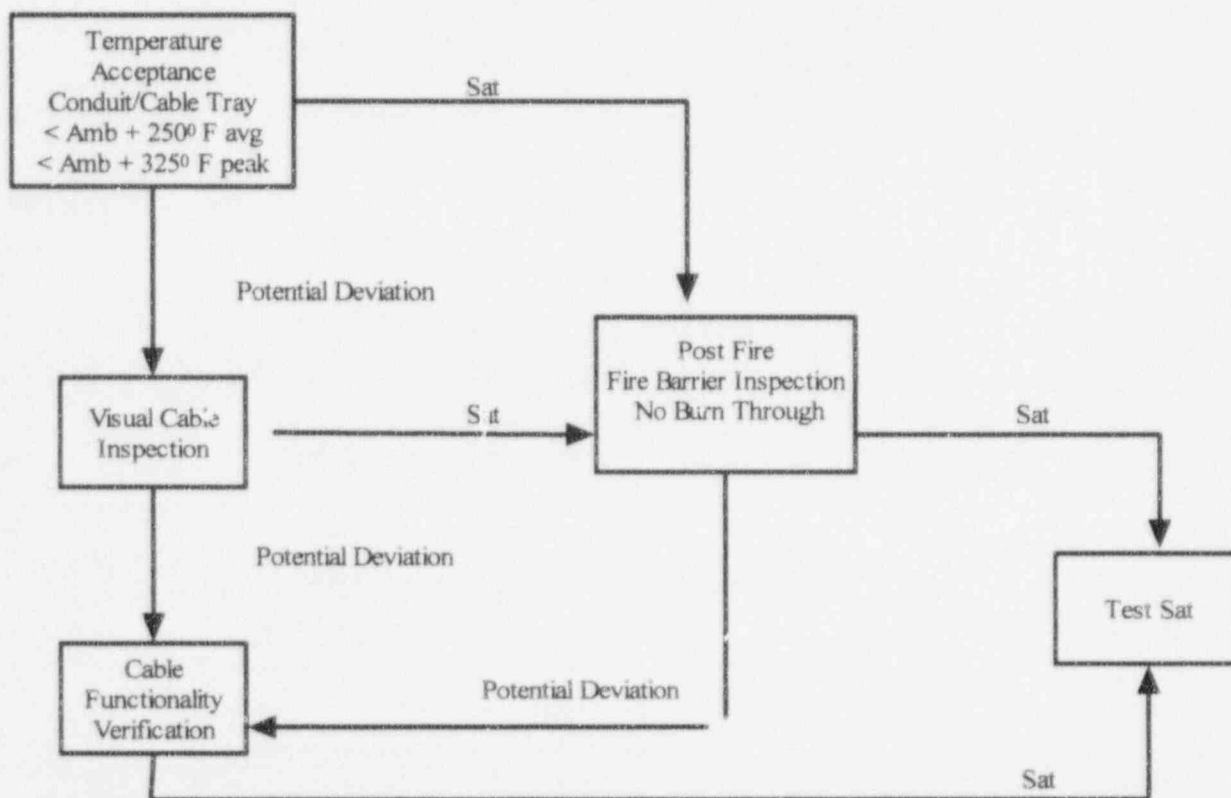 Temperature
Acceptance
Conduit/Cable Tray
< Amb + 250⁰ F avg
< Amb + 325⁰ F peak
Sat
Potential Deviation
Post Fire
Fire Barrier Inspection
No Burn Through
Visual Cable
Inspection
Sat
Sat
Potential Deviation
Test Sat
Cable
Functionality
Verification
Potential Deviation
Sat